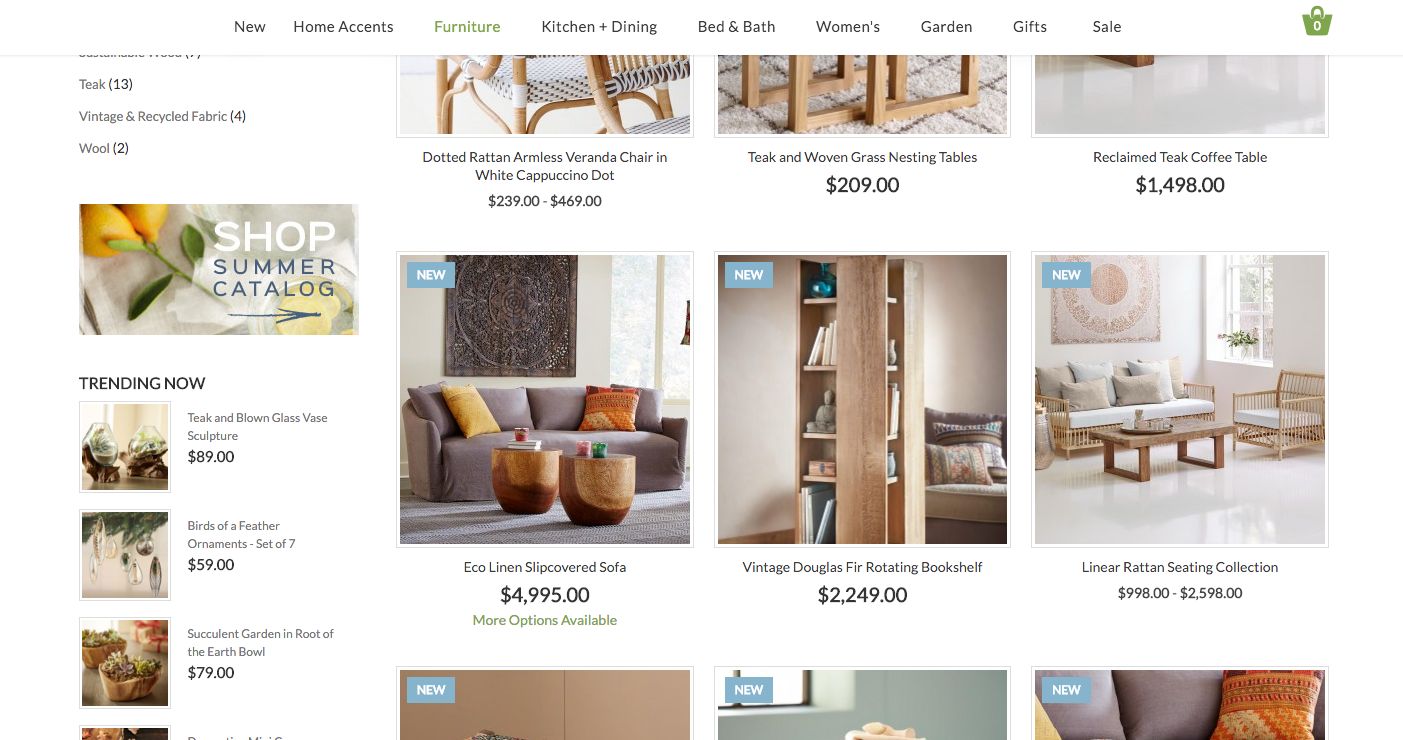 New Home Accents Furniture Kitchen + Dining Bed & Bath Women's Garden Gifts Sale
0
Sustainable Wood (7)
Teak (13)
Vintage & Recycled Fabric (4)
Wool (2)
SHOP
SUMMER
CATALOG
TRENDING NOW
Teak and Blown Glass Vase
Sculpture
$89.00
Birds of a Feather
Ornaments - Set of 7
$59.00
Succulent Garden in Root of
the Earth Bowl
$79.00
Dotted Rattan Armless Veranda Chair in
White Cappuccino Dot
$239.00 - $469.00
Teak and Woven Grass Nesting Tables
$209.00
Reclaimed Teak Coffee Table
$1,498.00
NEW
Eco Linen Slipcovered Sofa
$4,995.00
More Options Available
NEW
Vintage Douglas Fir Rotating Bookshelf
$2,249.00
NEW
Linear Rattan Seating Collection
$998.00 - $2,598.00
NEW
NEW
NEW